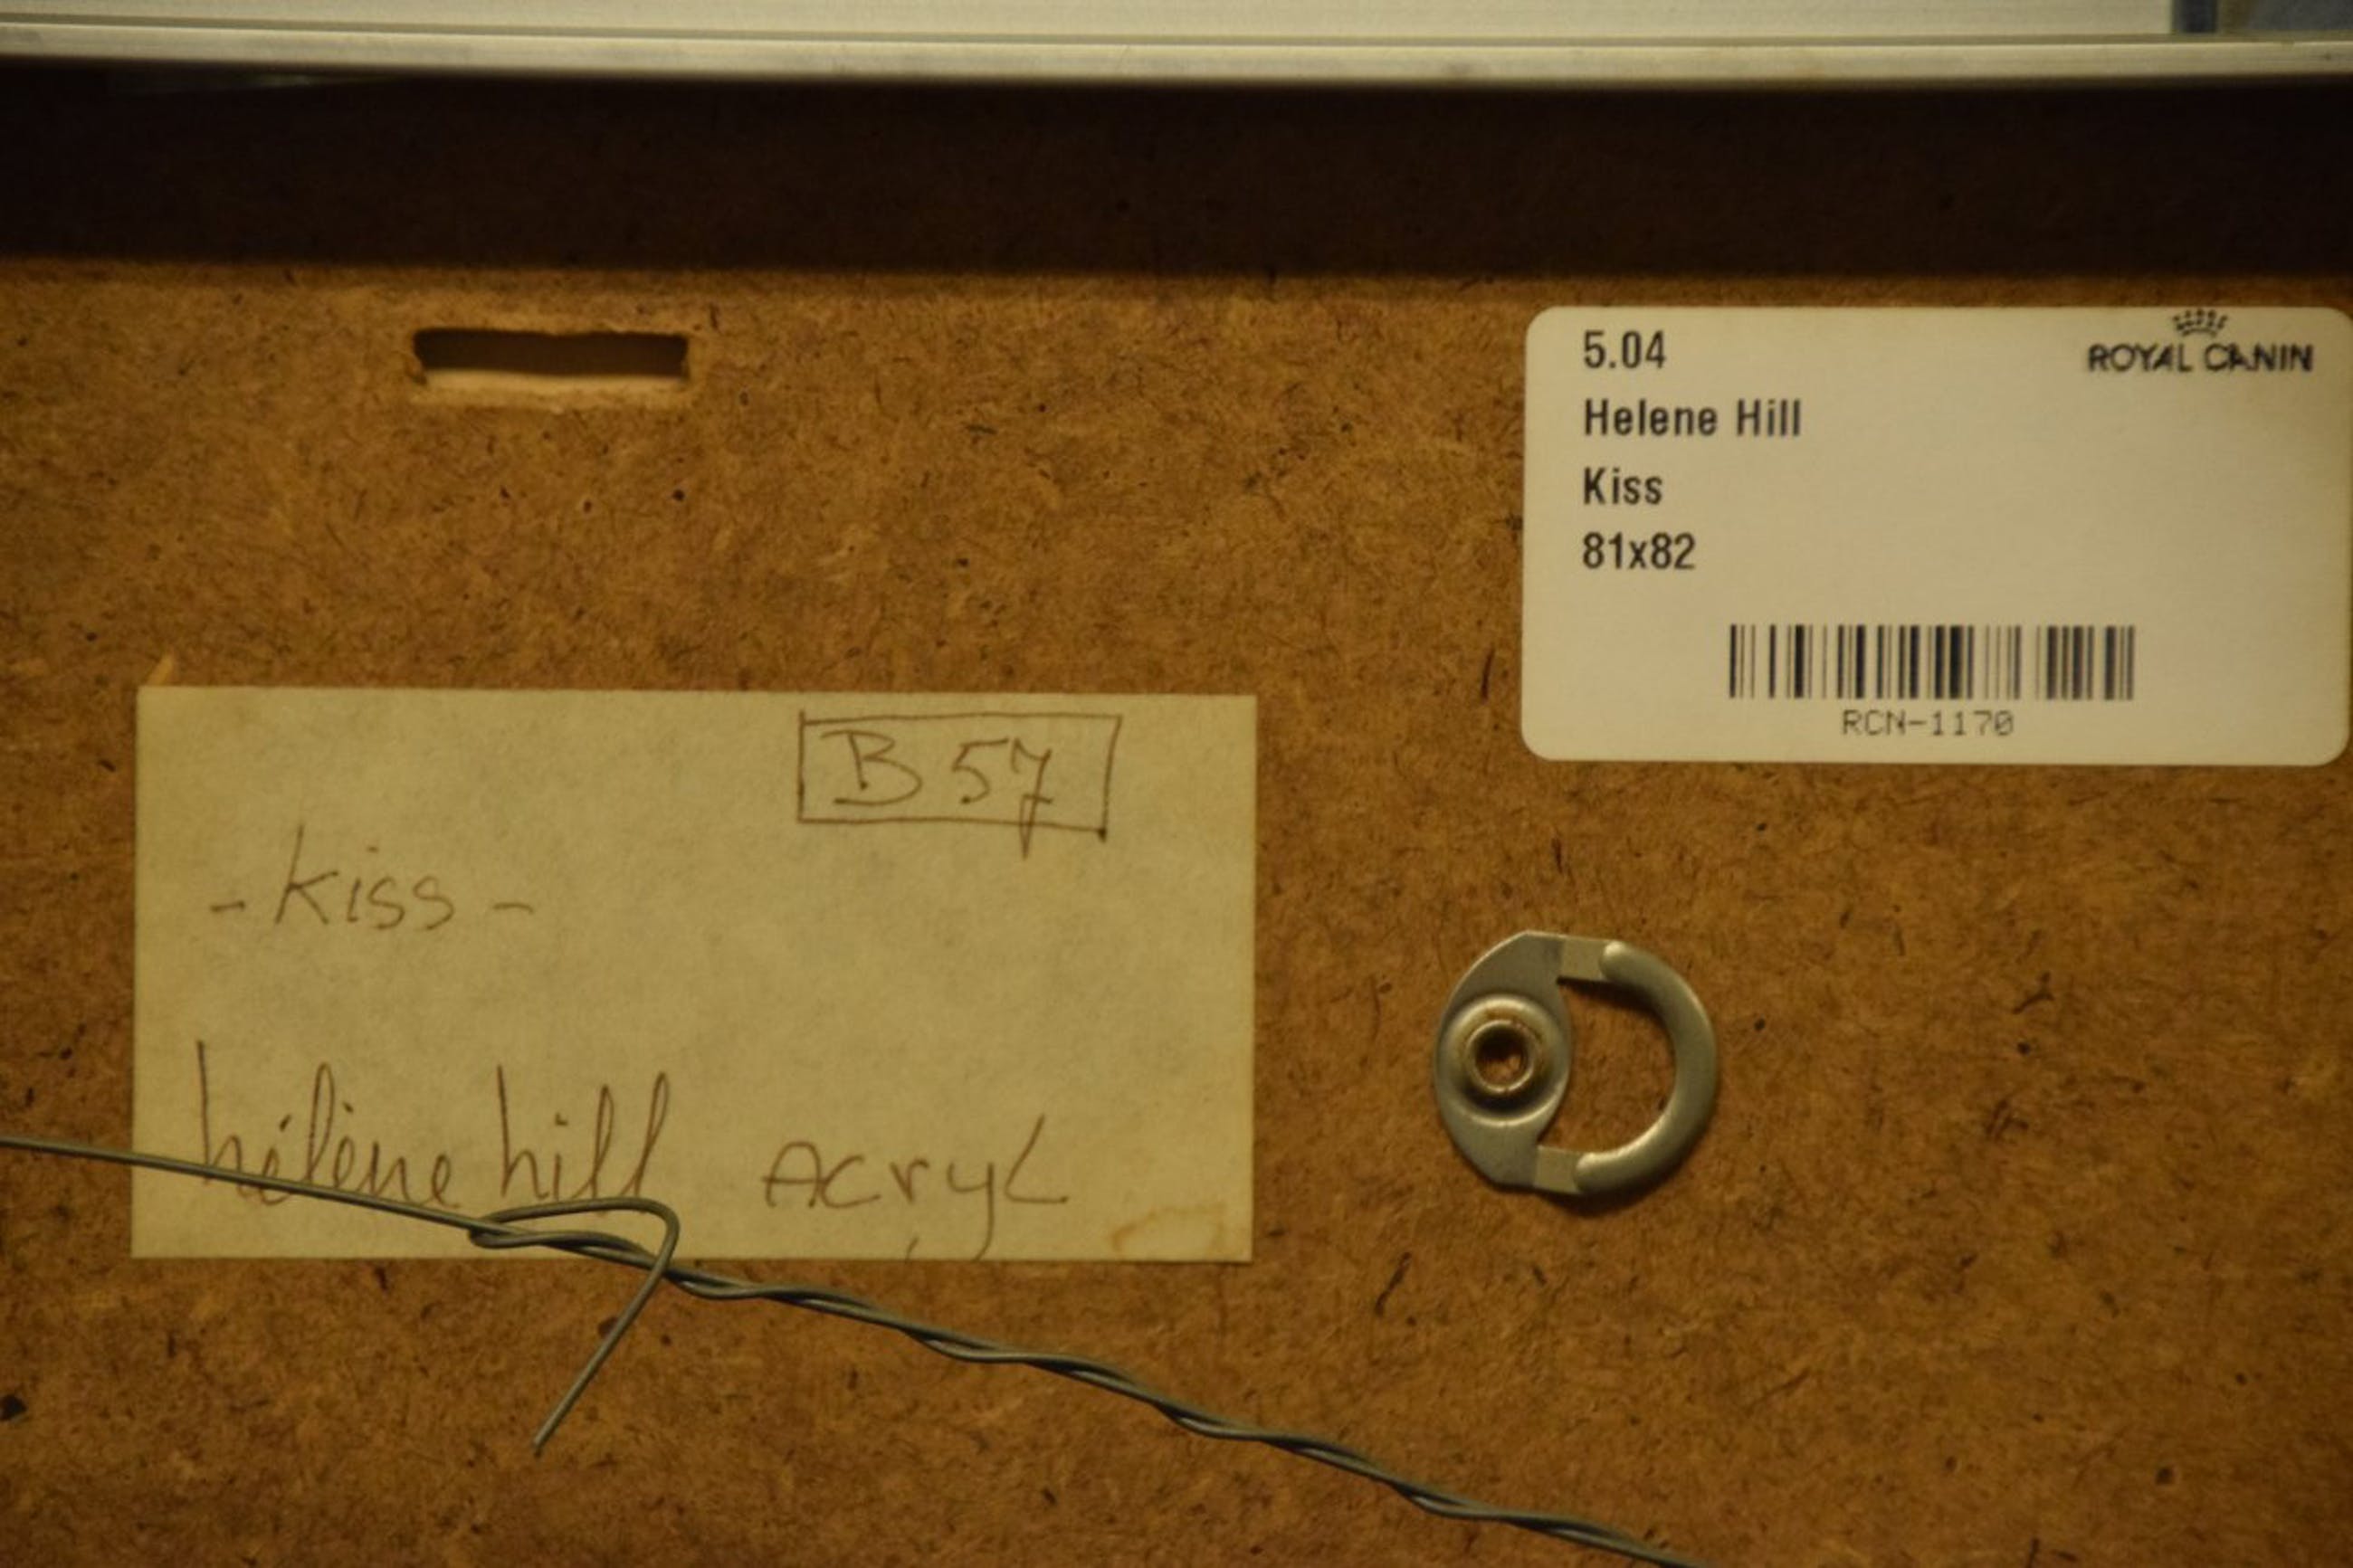 5.04
ROYAL CANIN
Helene Hill
Kiss
81x82
RCN-1170
B 57
- Kiss -
hélène hill Acryl